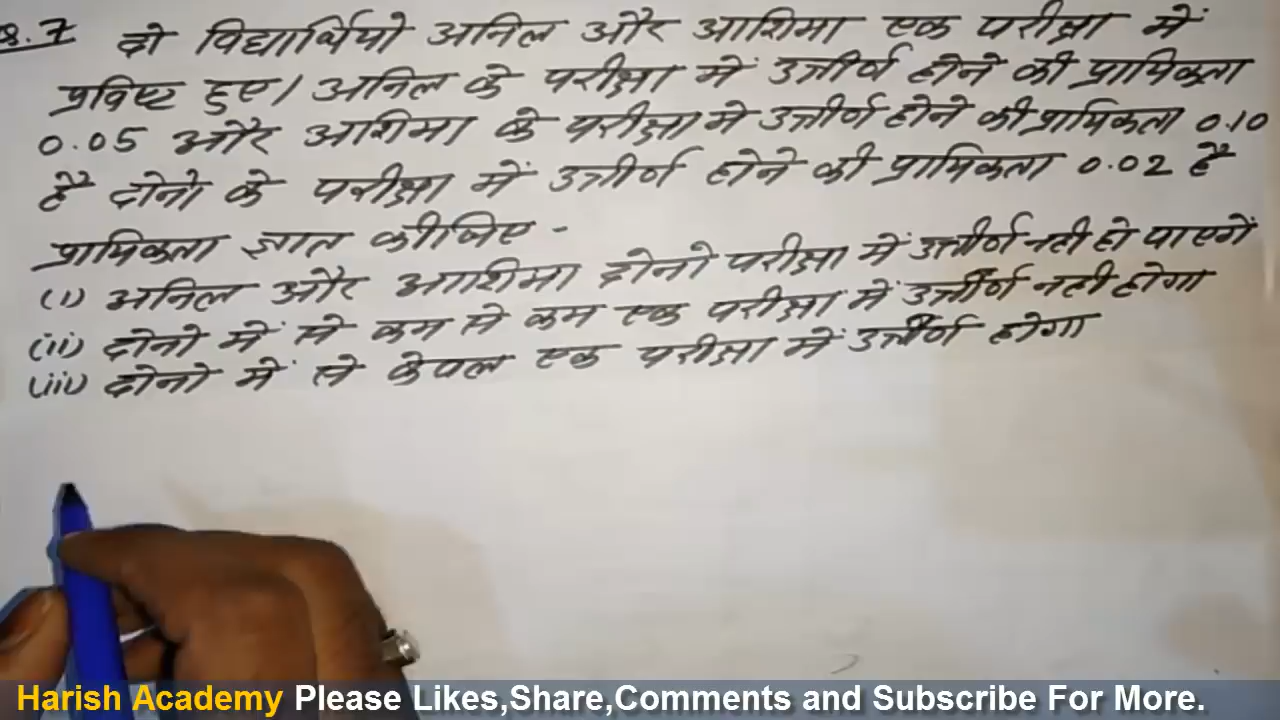 Q.7 दो विद्यार्थियो अनिल और आशिमा एक परीक्षा में
प्रविष्ट हुए। अनिल के परीक्षा में उत्तीर्ण होने की प्रायिकता
0.05 और आशिमा के परीक्षा मे उत्तीर्ण होने की प्रायिकता 0.10
है दोनो के परीक्षा में उत्तीर्ण होने की प्रायिकता 0.02 है
प्रायिकता ज्ञात कीजिए -
(i) अनिल और आशिमा दोनो परीक्षा में उत्तीर्ण नही हो पाएगें
(ii) दोनो में से कम से कम एक परीक्षा में उत्तीर्ण नही होगा
(iii) दोनो में से केवल एक परीक्षा में उत्तीर्ण होगा
Harish Academy Please Likes,Share,Comments and Subscribe For More.